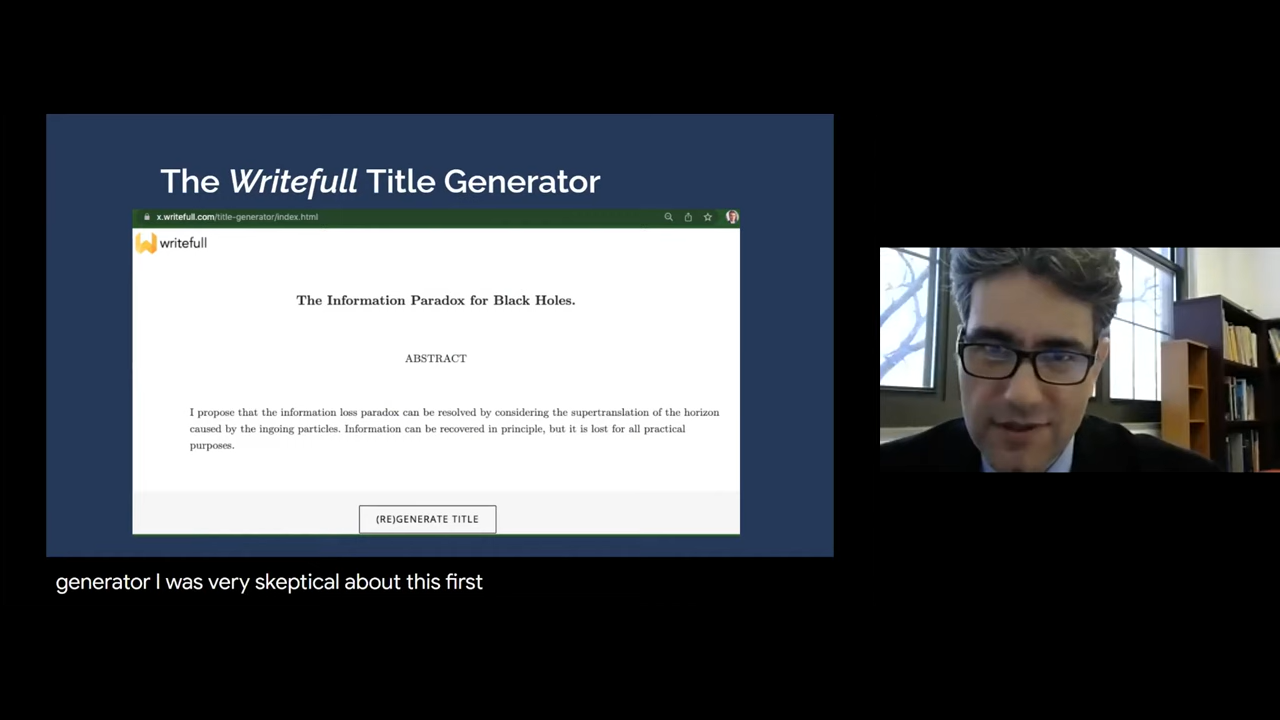 The Writefull Title Generator
x.writefull.com/title-generator/index.html
writefull
The Information Paradox for Black Holes.
ABSTRACT
I propose that the information loss paradox can be resolved by considering the supertranslation of the horizon
caused by the ingoing particles. Information can be recovered in principle, but it is lost for all practical
purposes.
(RE)GENERATE TITLE
generator I was very skeptical about this first